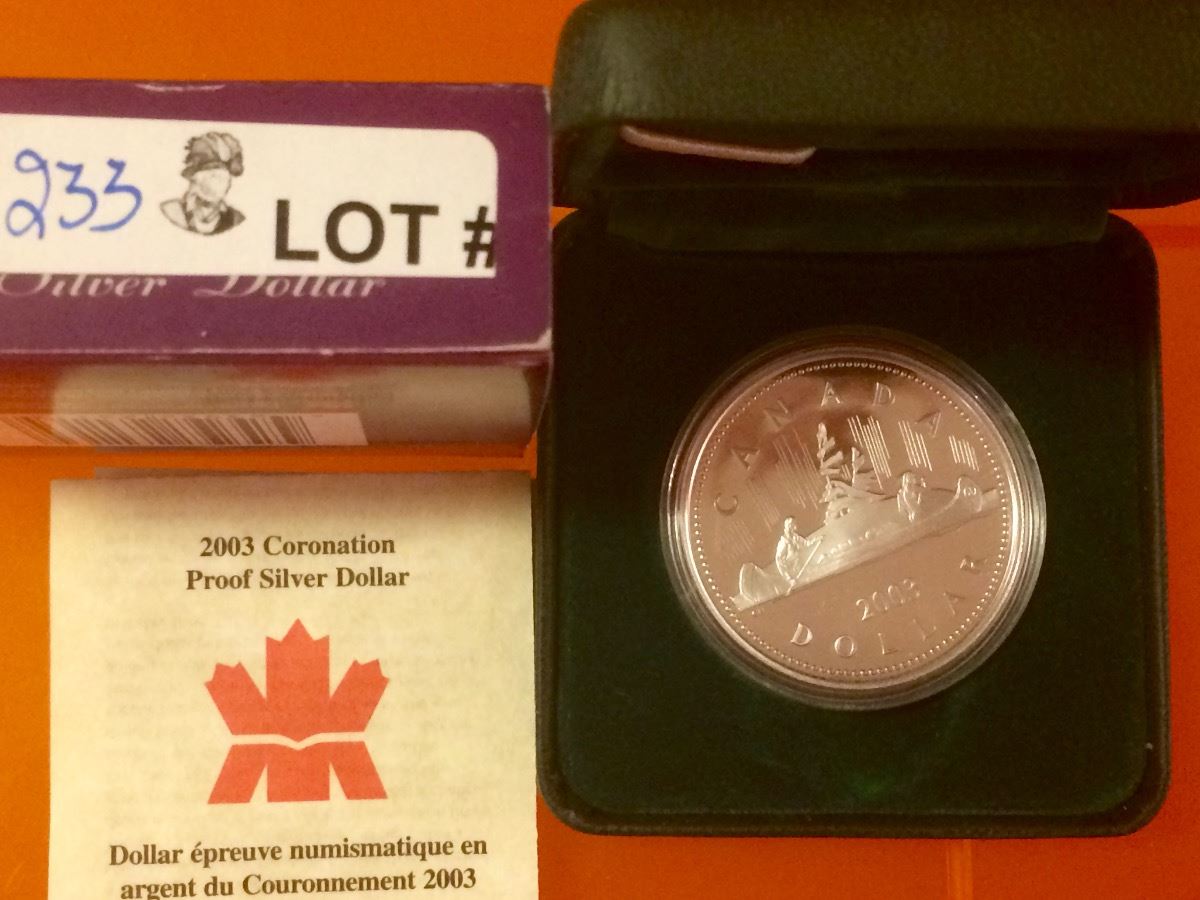 233 LOT #
Silver Dollar
2003 Coronation
Proof Silver Dollar
Dollar épreuve numismatique en
argent du Couronnement 2003
CANADA
2003
DOLLAR